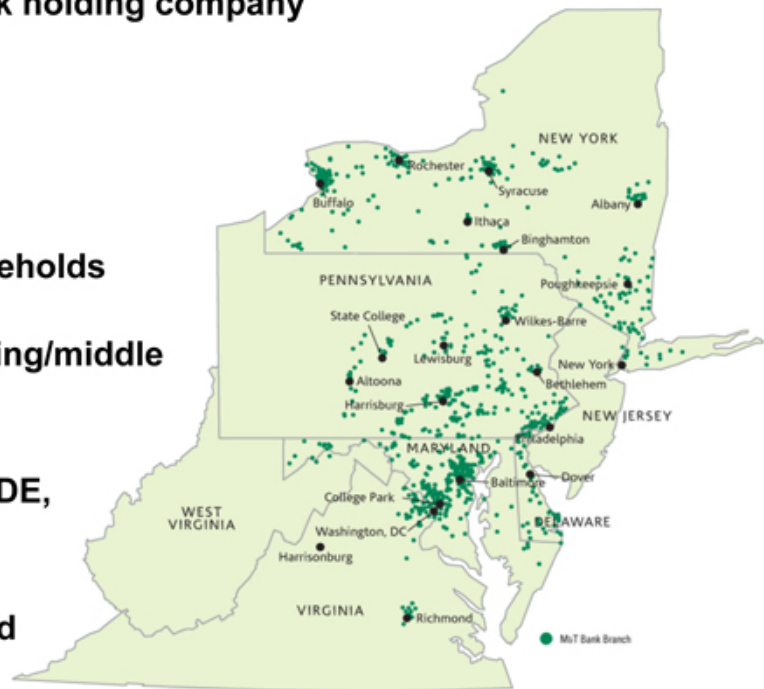 k holding company
eholds
ing/middle
DE,
d
NEW YORK
Rochester
Syracuse
Buffalo
Albany
Ithaca
Binghamton
PENNSYLVANIA
Poughkeepsie
State College
Wilkes-Barre
Lewisburg
New York
Altoona
Bethlehem
Harrisburg
NEW JERSEY
Philadelphia
MARYLAND
Baltimore
Dover
College Park
WEST
VIRGINIA
DELAWARE
Washington, DC
Harrisonburg
VIRGINIA
Richmond
M&T Bank Branch